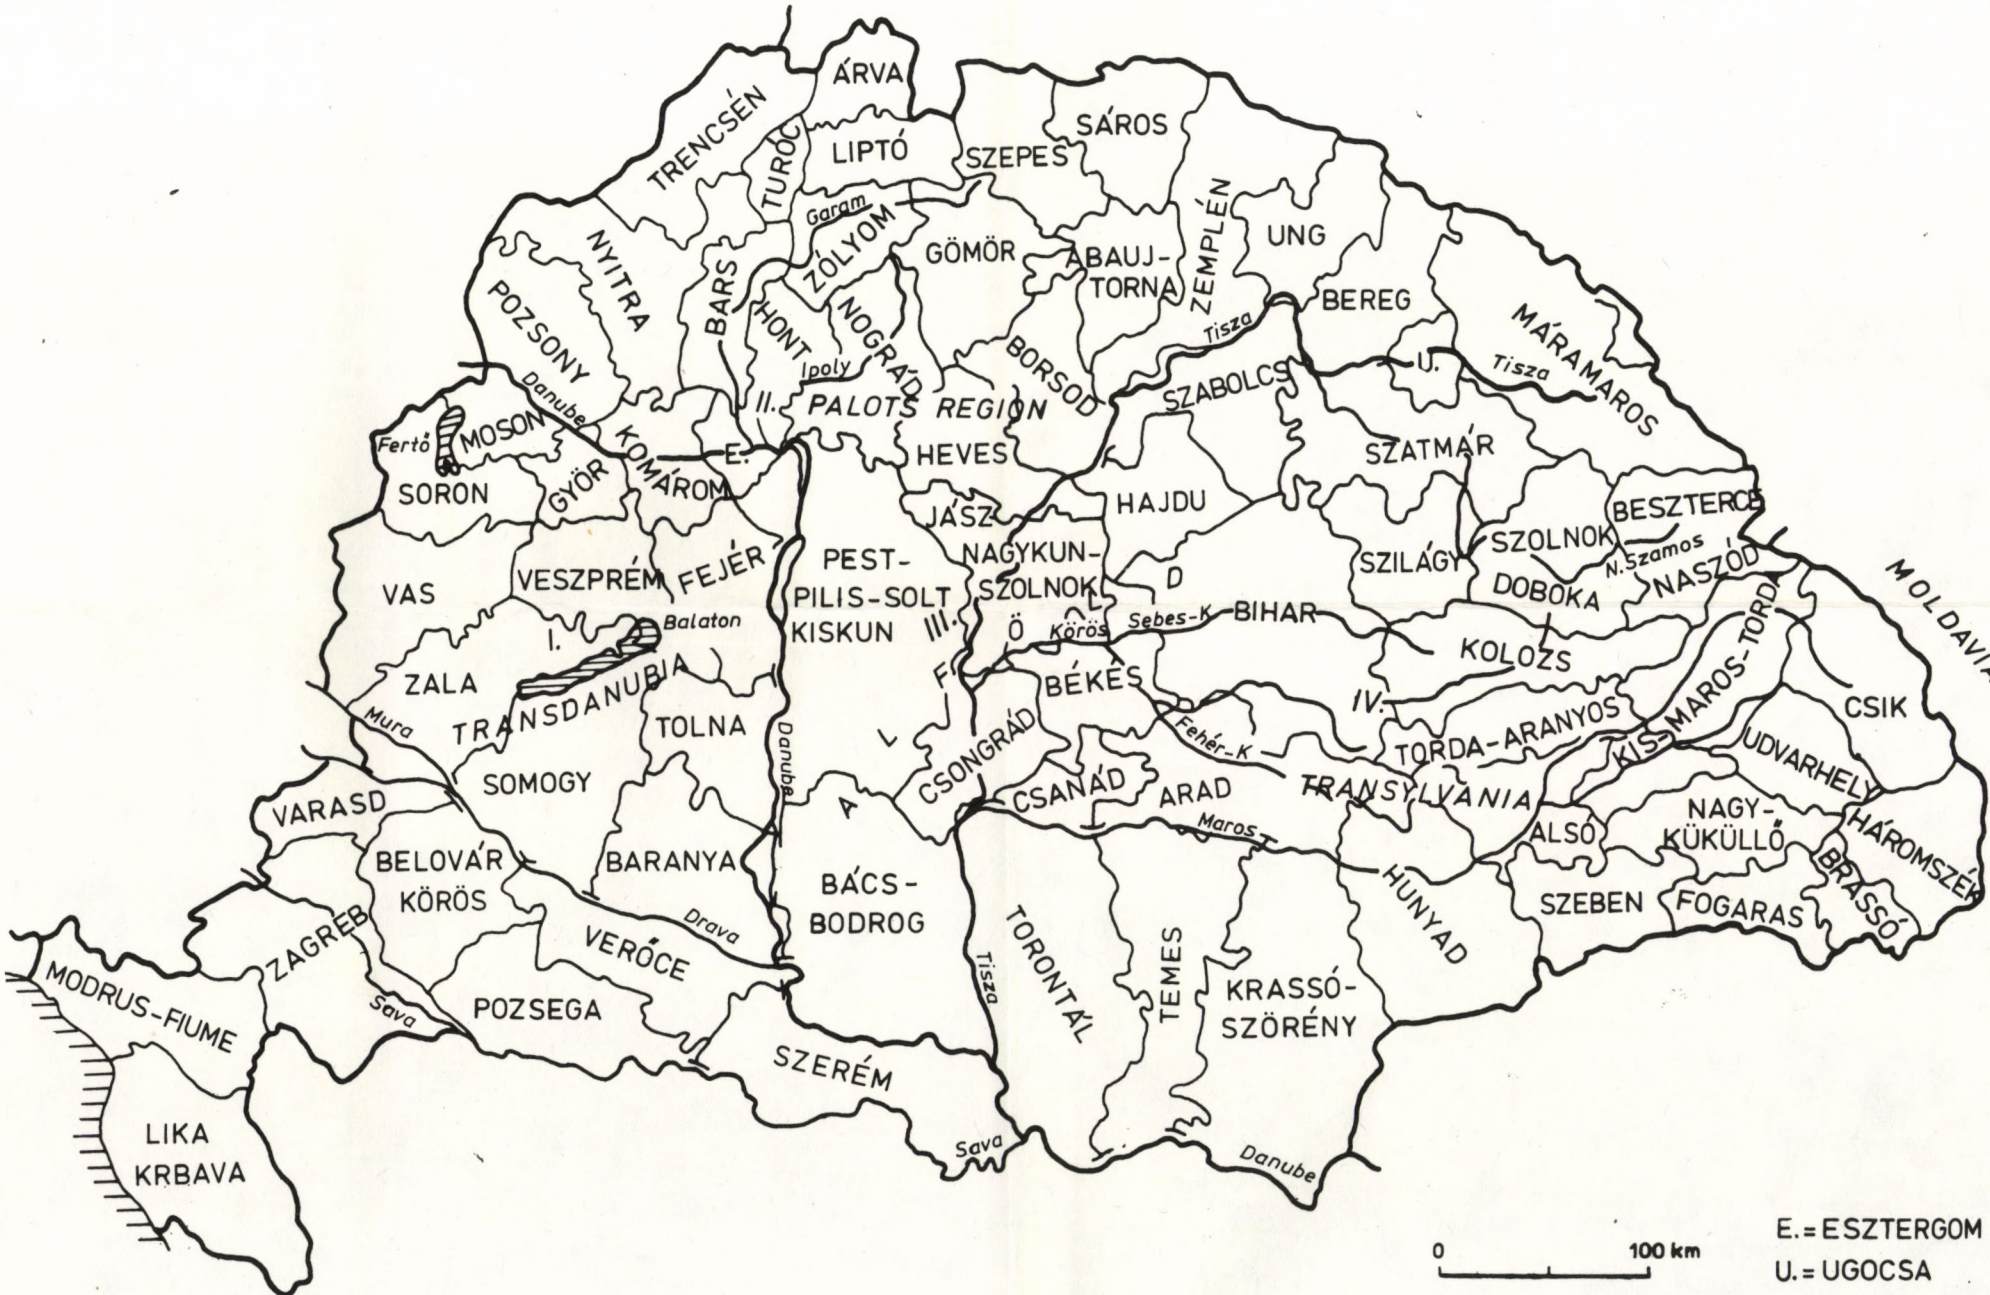 ÁRVA
TRENCSÉN
TURÓC
LIPTÓ
SZEPES
SÁROS
Garam
ZÓLYOM
GÖMÖR
ABAUJ-
TORNA
ZEMPLÉN
UNG
BEREG
NYITRA
BARS
POZSONY
HONT
NOGRÁD
Ipoly
BORSOD
Tisza
SZABOLCS
U.
Tisza
MÁRAMAROS
Danube
II.
PALOTS REGION
Fertő
MOSON
KOMÁROM
E.
HEVES
SZATMÁR
SORON
GYÖR
JÁSZ
HAJDU
BESZTERCE
NASZÓD
VAS
VESZPRÉM
FEJÉR
PEST-
PILIS-SOLT
KISKUN
NAGYKUN-
SZOLNOK
D
SZILÁGY
SZOLNOK
DOBOKA
N.Szamos
MOLDAVIA
I.
Balaton
III.
Ö
L
Körös
Sebes-K
BIHAR
KOLOZS
KIS-MAROS-TORDA
ZALA
TRANSDANUBIA
F.
BÉKÉS
IV.
CSIK
Mura
TOLNA
Danube
L
CSONGRÁD
Fehér-K
TORDA-ARANYOS
UDVARHELY
SOMOGY
A
CSANÁD
ARAD
TRANSYLVANIA
VARASD
Maros
ALSÓ
NAGY-
KÜKÜLLŐ
HÁROMSZÉK
BELOVÁR
KÖRÖS
BARANYA
BÁCS-
BODROG
HUNYAD
SZEBEN
FOGARAS
BRASSÓ
ZAGREB
Drava
VERŐCE
TORONTÁL
TEMES
MODRUS-FIUME
Sava
POZSEGA
Tisza
KRASSÓ-
SZÖRÉNY
SZERÉM
LIKA
KRBAVA
Sava
Danube
0 100 km
E.=ESZTERGOM
U.=UGOCSA